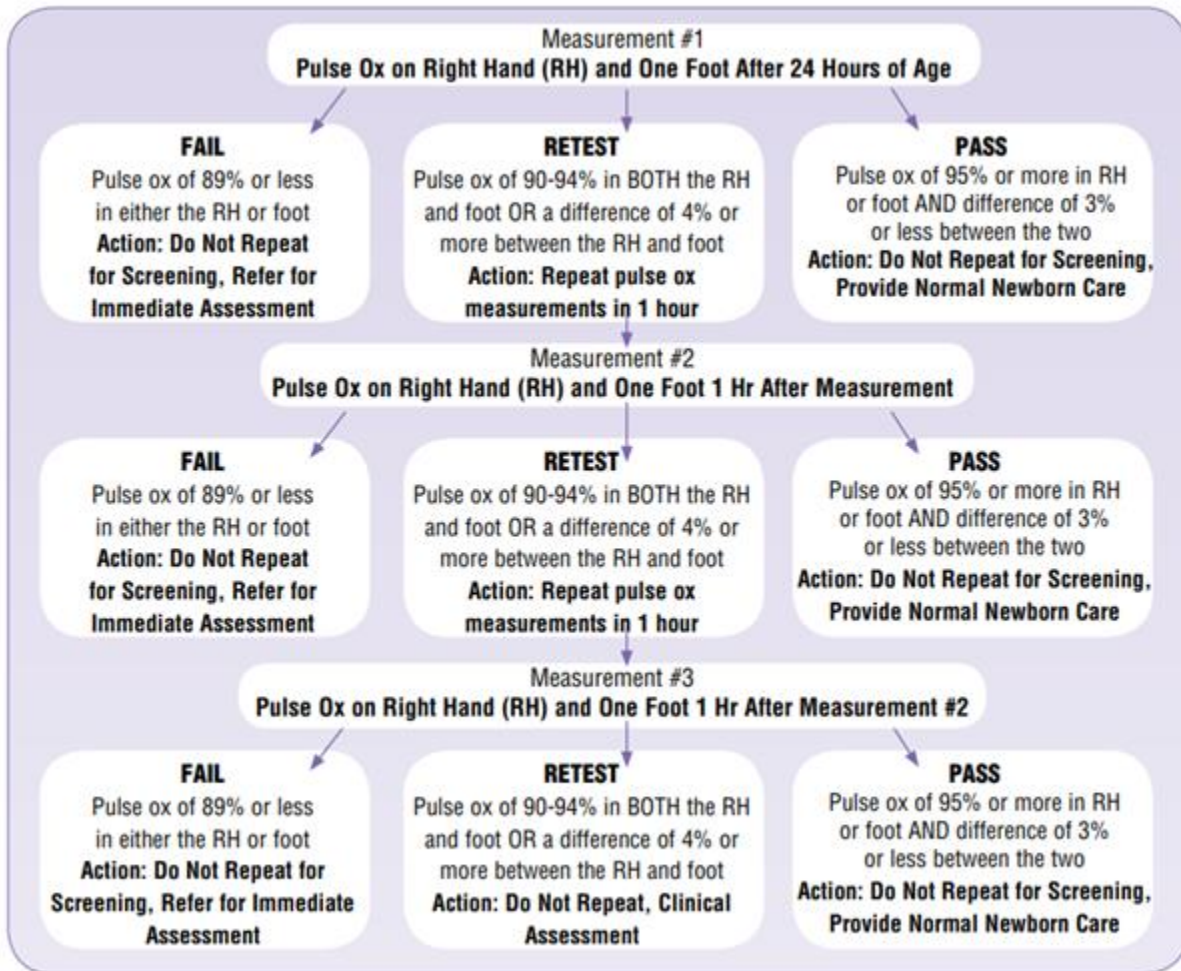 Measurement #1
Pulse Ox on Right Hand (RH) and One Foot After 24 Hours of Age
FAIL
Pulse ox of 89% or less
in either the RH or foot
Action: Do Not Repeat
for Screening, Refer for
Immediate Assessment
RETEST
Pulse ox of 90-94% in BOTH the RH
and foot OR a difference of 4% or
more between the RH and foot
Action: Repeat pulse ox
measurements in 1 hour
PASS
Pulse ox of 95% or more in RH
or foot AND difference of 3%
or less between the two
Action: Do Not Repeat for Screening,
Provide Normal Newborn Care
Measurement #2
Pulse Ox on Right Hand (RH) and One Foot 1 Hr After Measurement
FAIL
Pulse ox of 89% or less
in either the RH or foot
Action: Do Not Repeat
for Screening, Refer for
Immediate Assessment
RETEST
Pulse ox of 90-94% in BOTH the RH
and foot OR a difference of 4% or
more between the RH and foot
Action: Repeat pulse ox
measurements in 1 hour
PASS
Pulse ox of 95% or more in RH
or foot AND difference of 3%
or less between the two
Action: Do Not Repeat for Screening,
Provide Normal Newborn Care
Measurement #3
Pulse Ox on Right Hand (RH) and One Foot 1 Hr After Measurement #2
FAIL
Pulse ox of 89% or less
in either the RH or foot
Action: Do Not Repeat for
Screening, Refer for Immediate
Assessment
RETEST
Pulse ox of 90-94% in BOTH the RH
and foot OR a difference of 4% or
more between the RH and foot
Action: Do Not Repeat, Clinical
Assessment
PASS
Pulse ox of 95% or more in RH
or foot AND difference of 3%
or less between the two
Action: Do Not Repeat for Screening,
Provide Normal Newborn Care